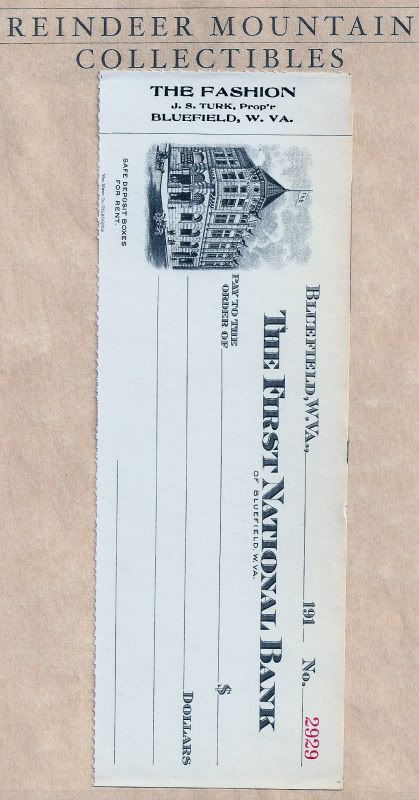 REINDEER MOUNTAIN
COLLECTIBLES
THE FASHION
J. S. TURK, Prop'r
BLUEFIELD, W. VA.
BLUEFIELD, W. VA., 191 No. 2929
THE FIRST NATIONAL BANK
OF BLUEFIELD, W. VA.
PAY TO THE
ORDER OF $
DOLLARS
SAFE DEPOSIT BOXES
FOR RENT.